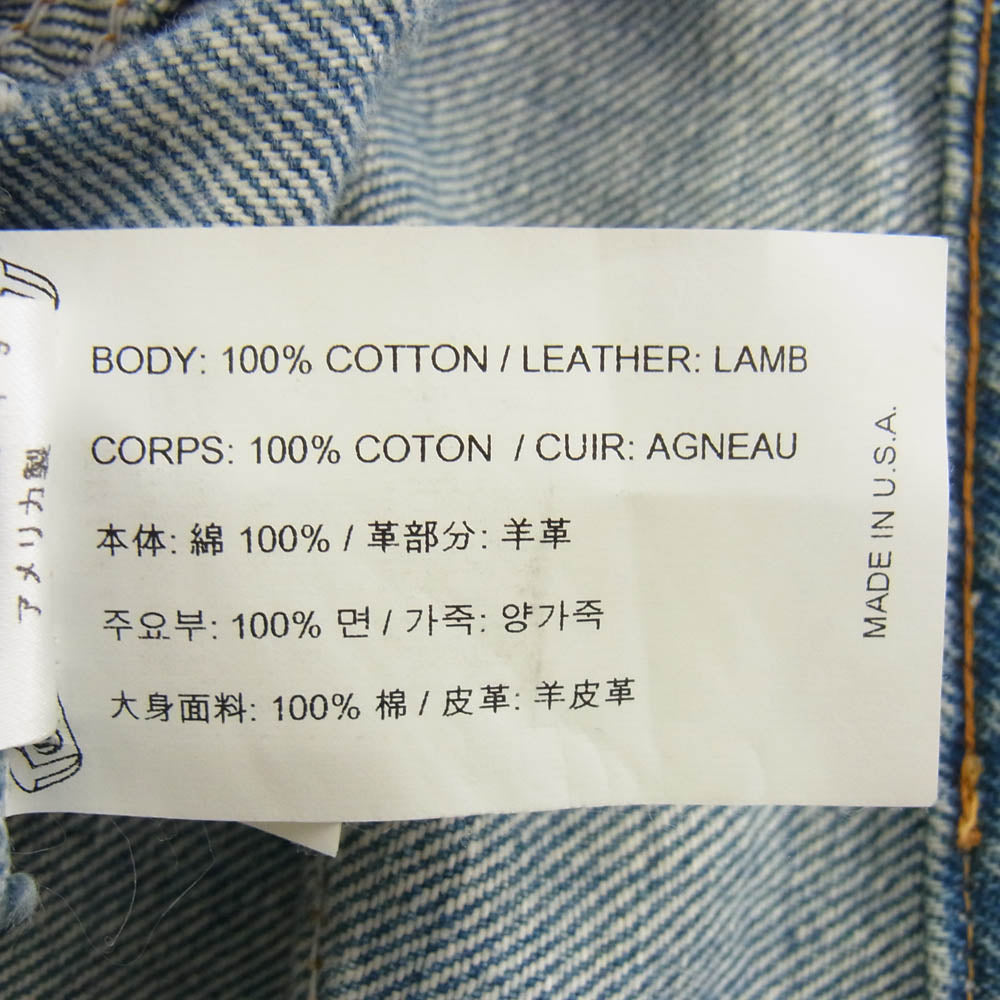 BODY: 100% COTTON / LEATHER: LAMB
CORPS: 100% COTON / CUIR: AGNEAU
本体: 綿 100% / 革部分: 羊革
주요부: 100% 면 / 가죽: 양가죽
大身面料: 100% 棉 / 皮革: 羊皮革
MADE IN U.S.A.
アメリカ製